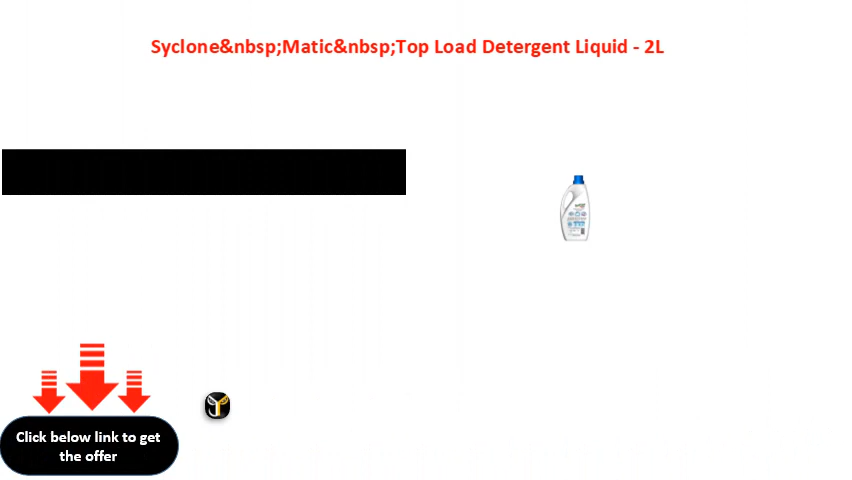 Syclone&nbsp;Matic&nbsp;Top Load Detergent Liquid - 2L
Click below link to get
the offer